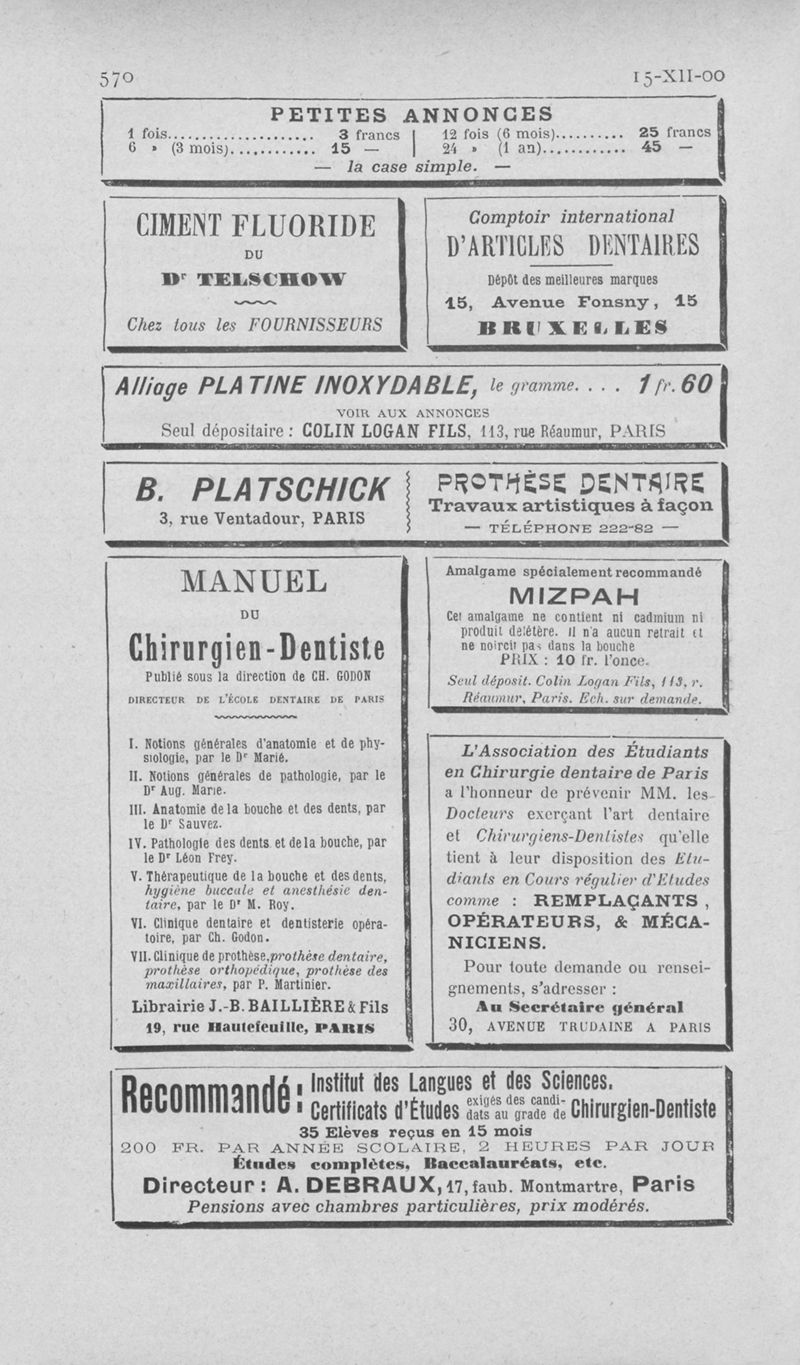 570
15-XII-00
PETITES ANNONCES
1 fois...................... 3 francs | 12 fois (6 mois).......... 25 francs
6 » (3 mois)............. 15 — | 24 » (1 an)............ 45 —
— la case simple. —
CIMENT FLUORIDE
DU
Dr TELSCHOW
Chez tous les FOURNISSEURS
Comptoir international
D'ARTICLES DENTAIRES
Dépôt des meilleures marques
15, Avenue Fonsny, 15
BRUXELLES
Alliage PLATINE INOXYDABLE, le gramme. . . . 1 fr. 60
VOIR AUX ANNONCES
Seul dépositaire : COLIN LOGAN FILS, 113, rue Réaumur, PARIS
B. PLATSCHICK
3, rue Ventadour, PARIS
PROTHÈSE DENTAIRE
Travaux artistiques à façon
— TÉLÉPHONE 222-82 —
MANUEL
DU
Chirurgien-Dentiste
Publié sous la direction de CH. GODON
DIRECTEUR DE L'ÉCOLE DENTAIRE DE PARIS
I. Notions générales d'anatomie et de phy-
siologie, par le Dr Marié.
II. Notions générales de pathologie, par le
Dr Aug. Marie.
III. Anatomie de la bouche et des dents, par
le Dr Sauvez.
IV. Pathologie des dents et de la bouche, par
le Dr Léon Frey.
V. Thérapeutique de la bouche et des dents,
hygiène buccale et anesthésie den-
taire, par le Dr M. Roy.
VI. Clinique dentaire et dentisterie opéra-
toire, par Ch. Godon.
VII. Clinique de prothèse, prothèse dentaire,
prothèse orthopédique, prothèse des
maxillaires, par P. Martinier.
Librairie J.-B. BAILLIÈRE & Fils
19, rue Hautefeuille, PARIS
Amalgame spécialement recommandé
MIZPAH
Cet amalgame ne contient ni cadmium ni
produit délétère. Il n'a aucun retrait et
ne noircit pas dans la bouche
PRIX : 10 fr. l'once.
Seul déposit. Colin Logan Fils, 113, r.
Réaumur, Paris. Ech. sur demande.
L'Association des Étudiants
en Chirurgie dentaire de Paris
a l'honneur de prévenir MM. les
Docteurs exerçant l'art dentaire
et Chirurgiens-Dentistes qu'elle
tient à leur disposition des Etu-
diants en Cours régulier d'Etudes
comme : REMPLAÇANTS,
OPÉRATEURS, & MÉCA-
NICIENS.
Pour toute demande ou rensei-
gnements, s'adresser :
Au Secrétaire général
30, AVENUE TRUDAINE A PARIS
Recommandé : Institut des Langues et des Sciences.
Certificats d'Études exigés des candi-dats au grade de Chirurgien-Dentiste
35 Elèves reçus en 15 mois
200 FR. PAR ANNÉE SCOLAIRE, 2 HEURES PAR JOUR
Études complètes, Baccalauréats, etc.
Directeur : A. DEBRAUX, 17, faub. Montmartre, Paris
Pensions avec chambres particulières, prix modérés.